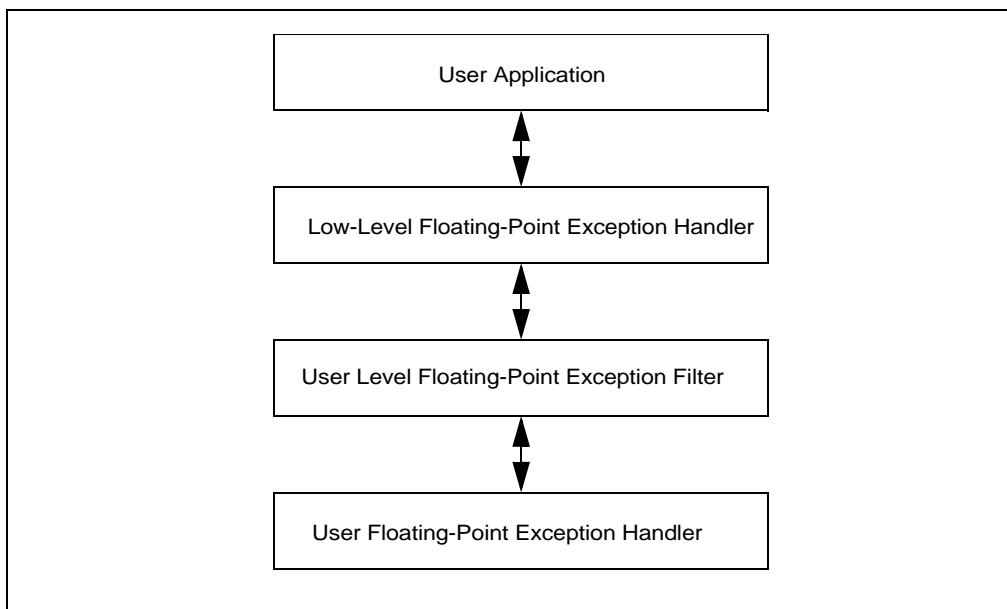 User Application
Low-Level Floating-Point Exception Handler
User Level Floating-Point Exception Filter
User Floating-Point Exception Handler